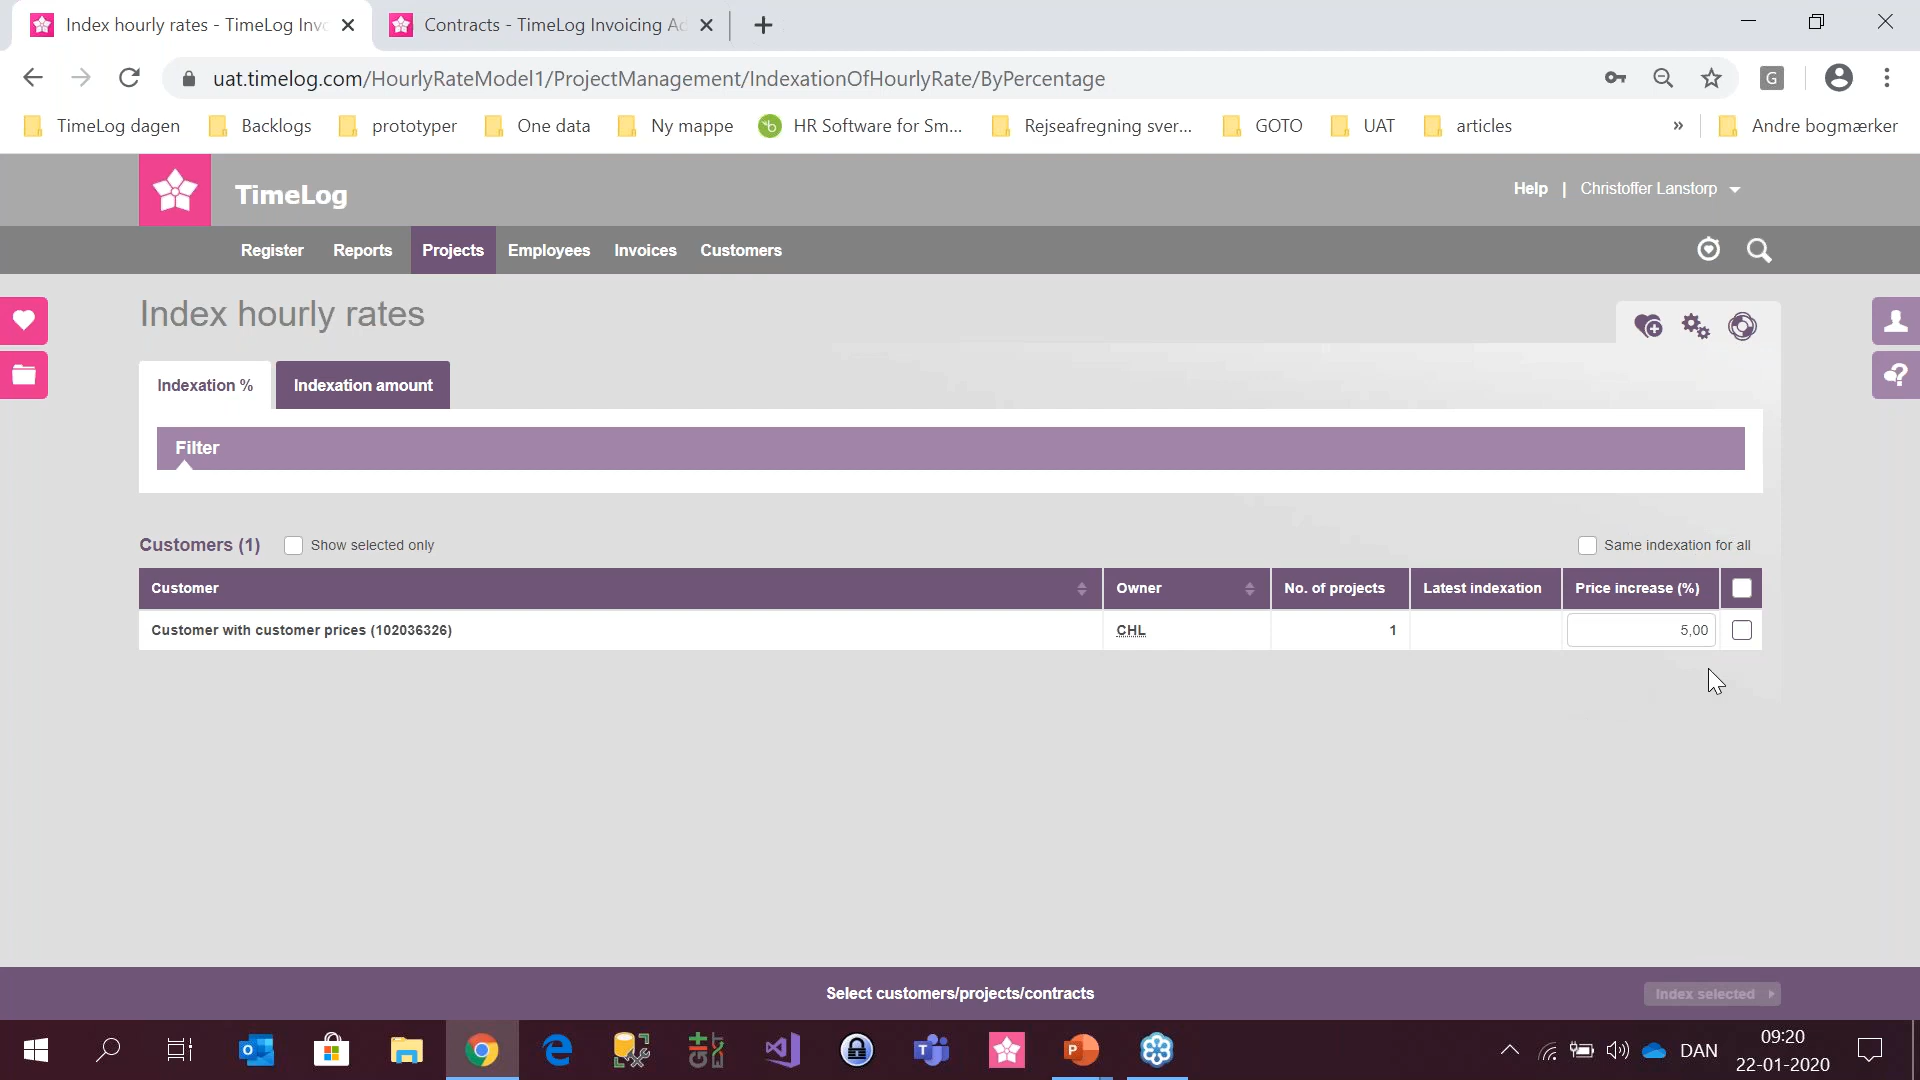 Index hourly rates - TimeLog Invo
Contracts - TimeLog Invoicing Ad
uat.timelog.com/HourlyRateModel1/ProjectManagement/IndexationOfHourlyRate/ByPercentage
G
TimeLog dagen
Backlogs
prototyper
One data
Ny mappe
HR Software for Sm...
Rejseafregning sver...
GOTO
UAT
articles
»
Andre bogmærker
TimeLog
Help | Christoffer Lanstorp
Register
Reports
Projects
Employees
Invoices
Customers
Index hourly rates
Indexation %
Indexation amount
Filter
Customers (1)
Show selected only
Same indexation for all
Customer
Owner
No. of projects
Latest indexation
Price increase (%)
Customer with customer prices (102036326)
CHL
1
5,00
Select customers/projects/contracts
Index selected
DAN
09:20
22-01-2020